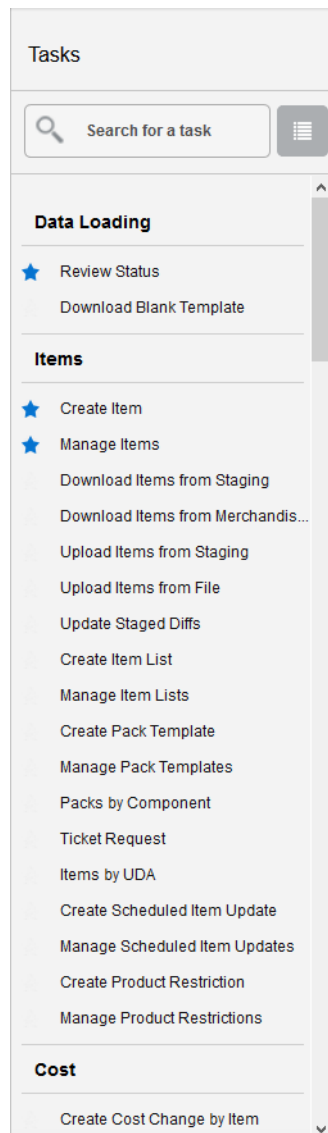 Tasks
Search for a task
Data Loading
Review Status
Download Blank Template
Items
Create Item
Manage Items
Download Items from Staging
Download Items from Merchandis...
Upload Items from Staging
Upload Items from File
Update Staged Diffs
Create Item List
Manage Item Lists
Create Pack Template
Manage Pack Templates
Packs by Component
Ticket Request
Items by UDA
Create Scheduled Item Update
Manage Scheduled Item Updates
Create Product Restriction
Manage Product Restrictions
Cost
Create Cost Change by Item